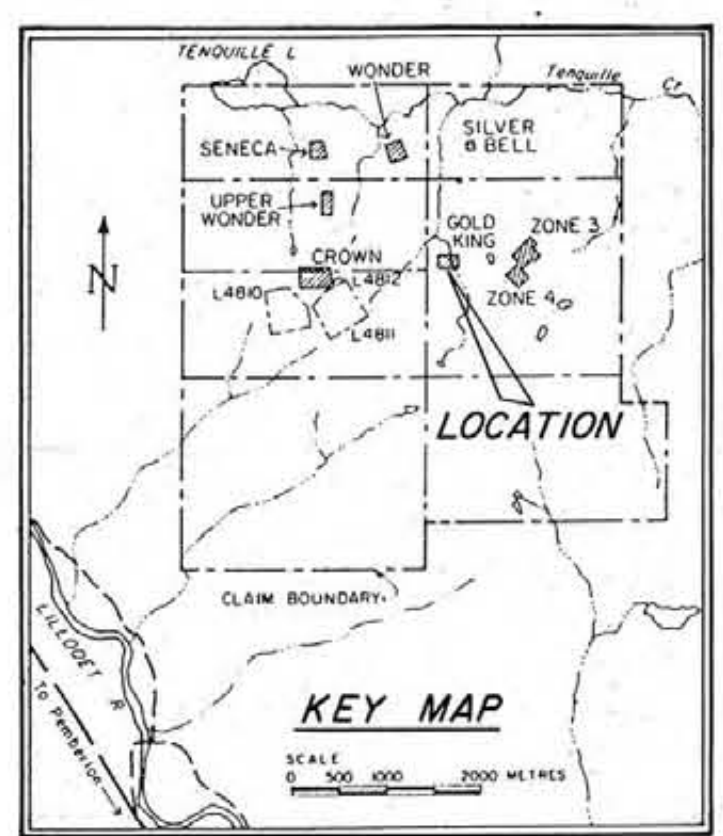 TENQUILLE L
WONDER
Tenquille Cr
SENECA
SILVER
BELL
UPPER
WONDER
GOLD
KING
ZONE 3
CROWN
N
L4810
L4812
ZONE 4
L4811
LOCATION
CLAIM BOUNDARY
LILLOOET R
To Pemberton
KEY MAP
SCALE
0 500 1000 2000 METRES